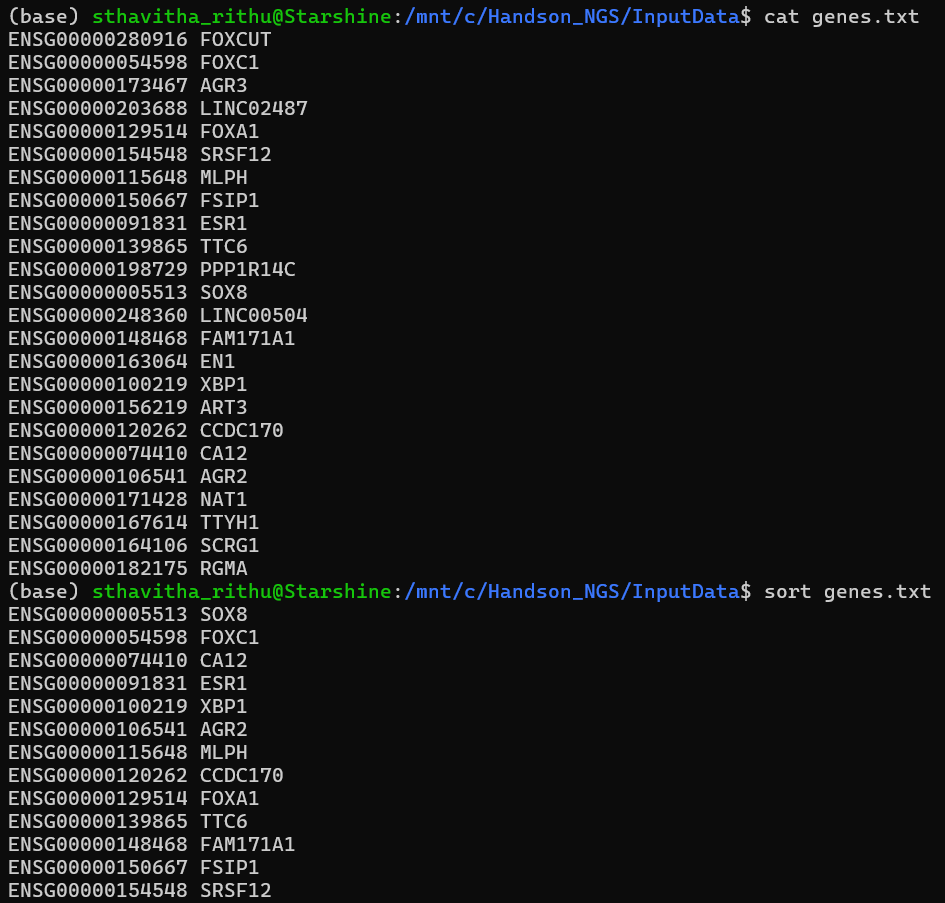 (base) sthavitha_rithu@Starshine:/mnt/c/Handson_NGS/InputData$ cat genes.txt
ENSG00000280916 FOXCUT
ENSG00000054598 FOXC1
ENSG00000173467 AGR3
ENSG00000203688 LINC02487
ENSG00000129514 FOXA1
ENSG00000154548 SRSF12
ENSG00000115648 MLPH
ENSG00000150667 FSIP1
ENSG00000091831 ESR1
ENSG00000139865 TTC6
ENSG00000198729 PPP1R14C
ENSG00000005513 SOX8
ENSG00000248360 LINC00504
ENSG00000148468 FAM171A1
ENSG00000163064 EN1
ENSG00000100219 XBP1
ENSG00000156219 ART3
ENSG00000120262 CCDC170
ENSG00000074410 CA12
ENSG00000106541 AGR2
ENSG00000171428 NAT1
ENSG00000167614 TTYH1
ENSG00000164106 SCRG1
ENSG00000182175 RGMA
(base) sthavitha_rithu@Starshine:/mnt/c/Handson_NGS/InputData$ sort genes.txt
ENSG00000005513 SOX8
ENSG00000054598 FOXC1
ENSG00000074410 CA12
ENSG00000091831 ESR1
ENSG00000100219 XBP1
ENSG00000106541 AGR2
ENSG00000115648 MLPH
ENSG00000120262 CCDC170
ENSG00000129514 FOXA1
ENSG00000139865 TTC6
ENSG00000148468 FAM171A1
ENSG00000150667 FSIP1
ENSG00000154548 SRSF12